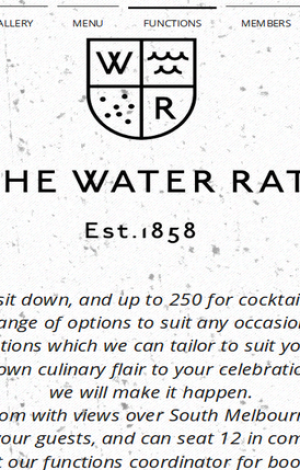 ALLERY MENU FUNCTIONS MEMBERS
W
R
HE WATER RAT
Est.1858
sit down, and up to 250 for cocktai
ange of options to suit any occasion
tions which we can tailor to suit yo
own culinary flair to your celebratio
we will make it happen.
om with views over South Melbourn
your guests, and can seat 12 in com
t our functions coordinator for boo